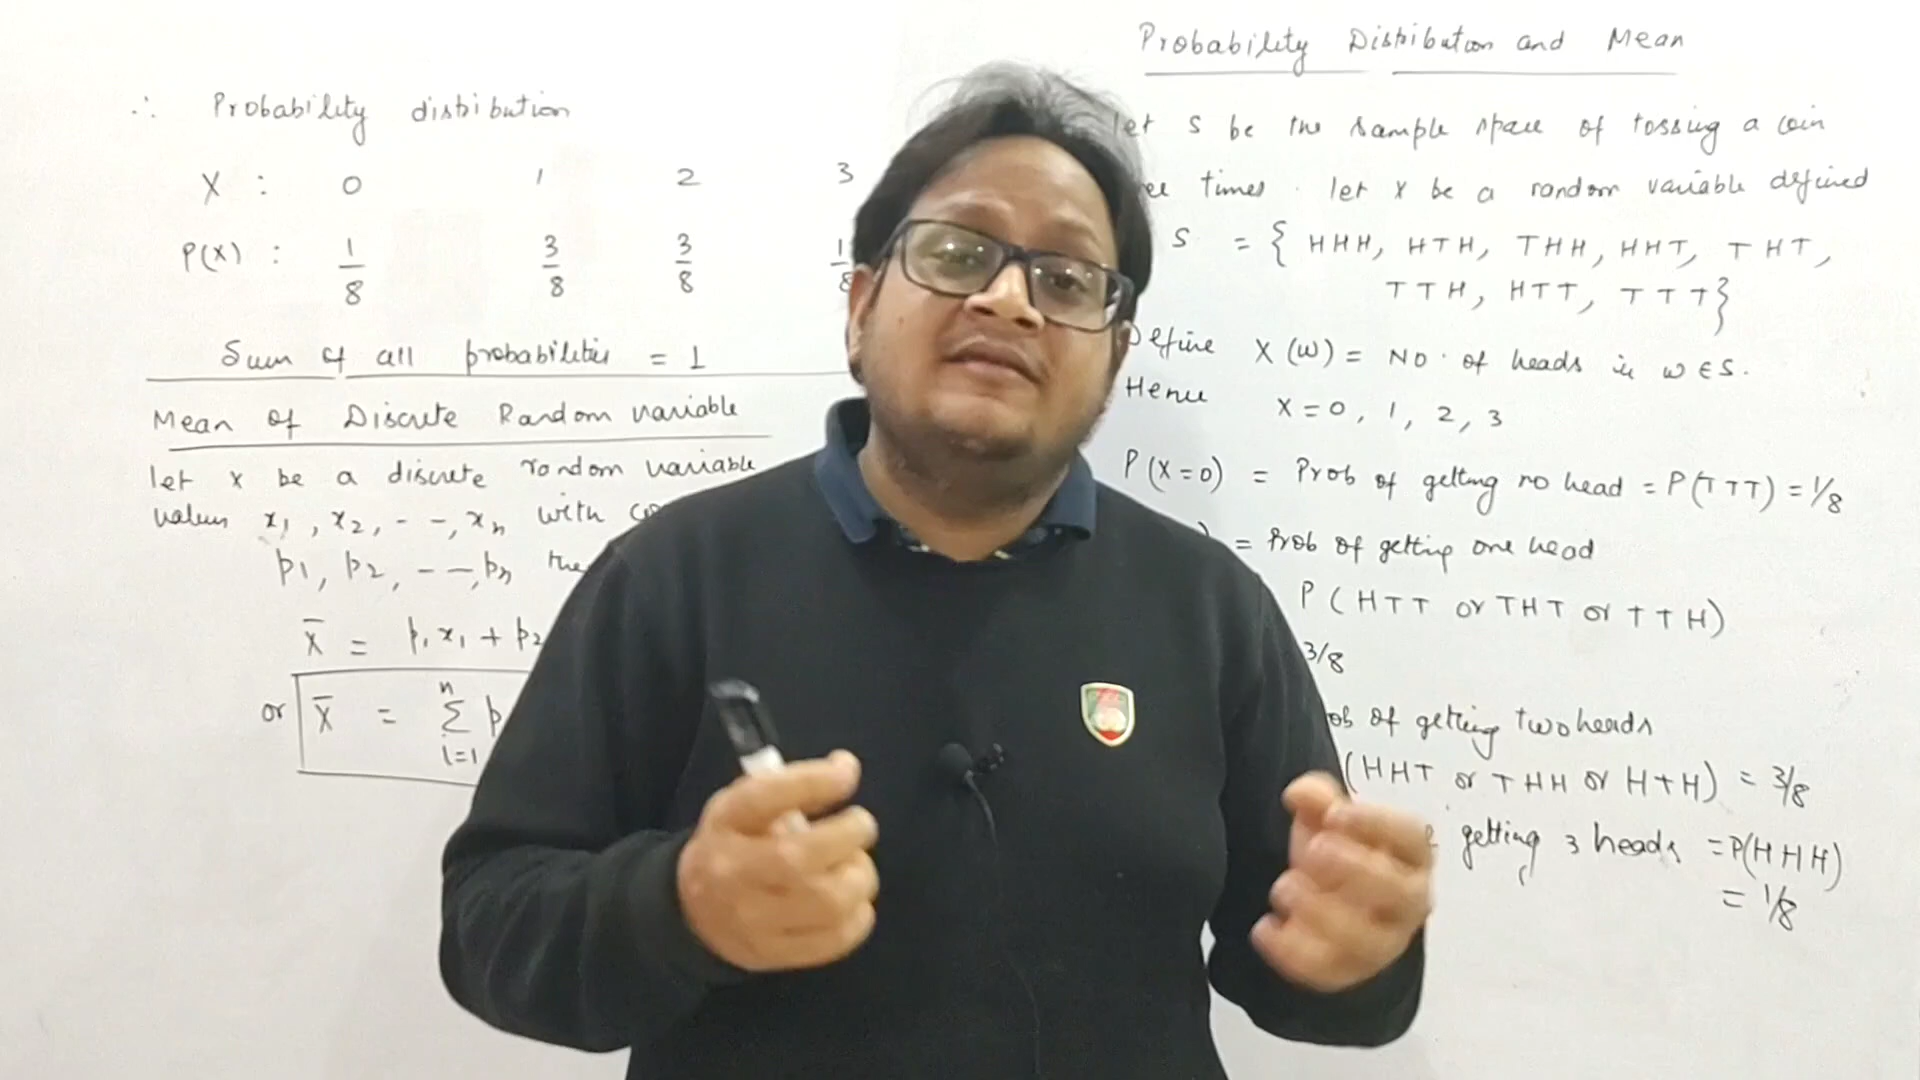 Probability Distribution and Mean
let S be the sample space of tossing a coin
times. let X be a random variable defined
S = { HHH, HTH, THH, HHT, THT,
TTH, HTT, TTT}
Define X(w) = NO. of heads in w ∈ S.
Hence X = 0, 1, 2, 3
P(X=0) = Prob of getting no head = P(TTT) = 1/8
= Prob of getting one head
P(HTT or THT or TTH)
3/8
of getting two heads
(HHT or THH or HTH) = 3/8
getting 3 heads = P(HHH)
= 1/8
∴ Probability distribution
X : 0 1 2 3
P(X) : 1/8 3/8 3/8 1/8
Sum of all probabilities = 1
Mean of Discrete Random Variable
let x be a discrete random variable
values x1, x2, - -, xn with
p1, p2, - -, pn
X̄ = p1x1 + p2
or X̄ = n∑i=1 p